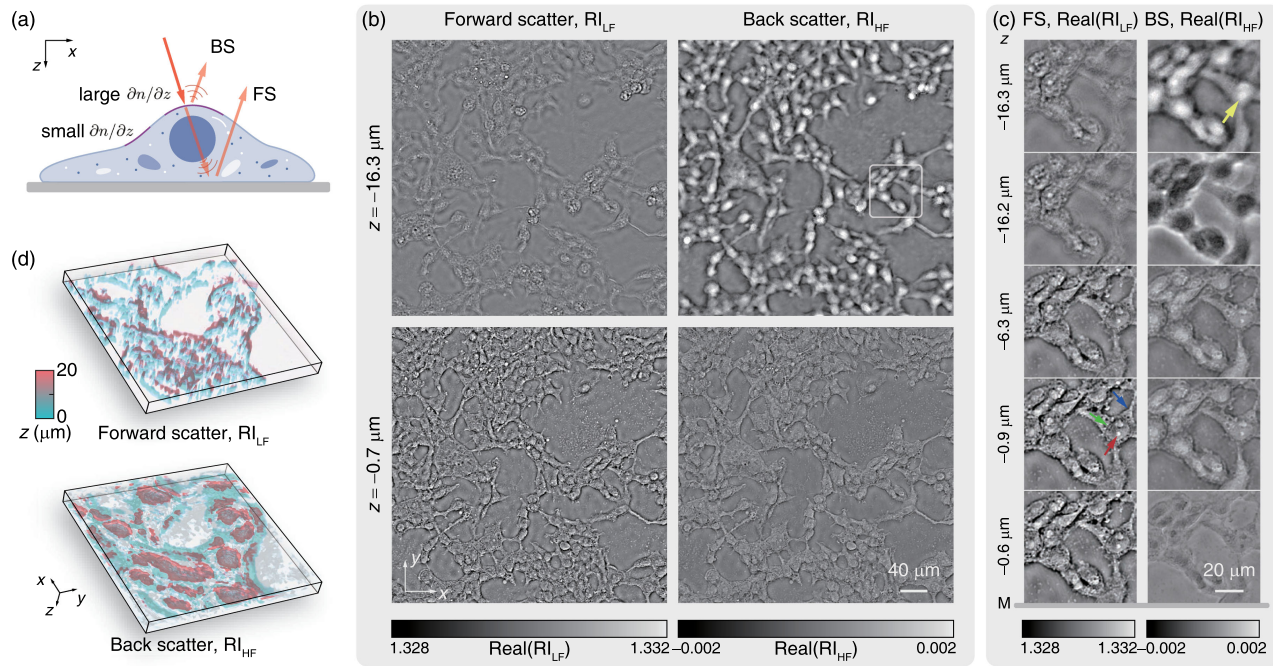 (a)
x
z
BS
FS
large ∂n/∂z
small ∂n/∂z
(b)
Forward scatter, RI_LF
Back scatter, RI_HF
z = −16.3 μm
z = −0.7 μm
y
x
40 μm
1.328
Real(RI_LF)
1.332
−0.002
Real(RI_HF)
0.002
(c)
FS, Real(RI_LF)
BS, Real(RI_HF)
z
−16.3 μm
−16.2 μm
−6.3 μm
−0.9 μm
−0.6 μm
M
20 μm
1.328
1.332
−0.002
0.002
(d)
20
0
z (μm)
Forward scatter, RI_LF
x
y
z
Back scatter, RI_HF